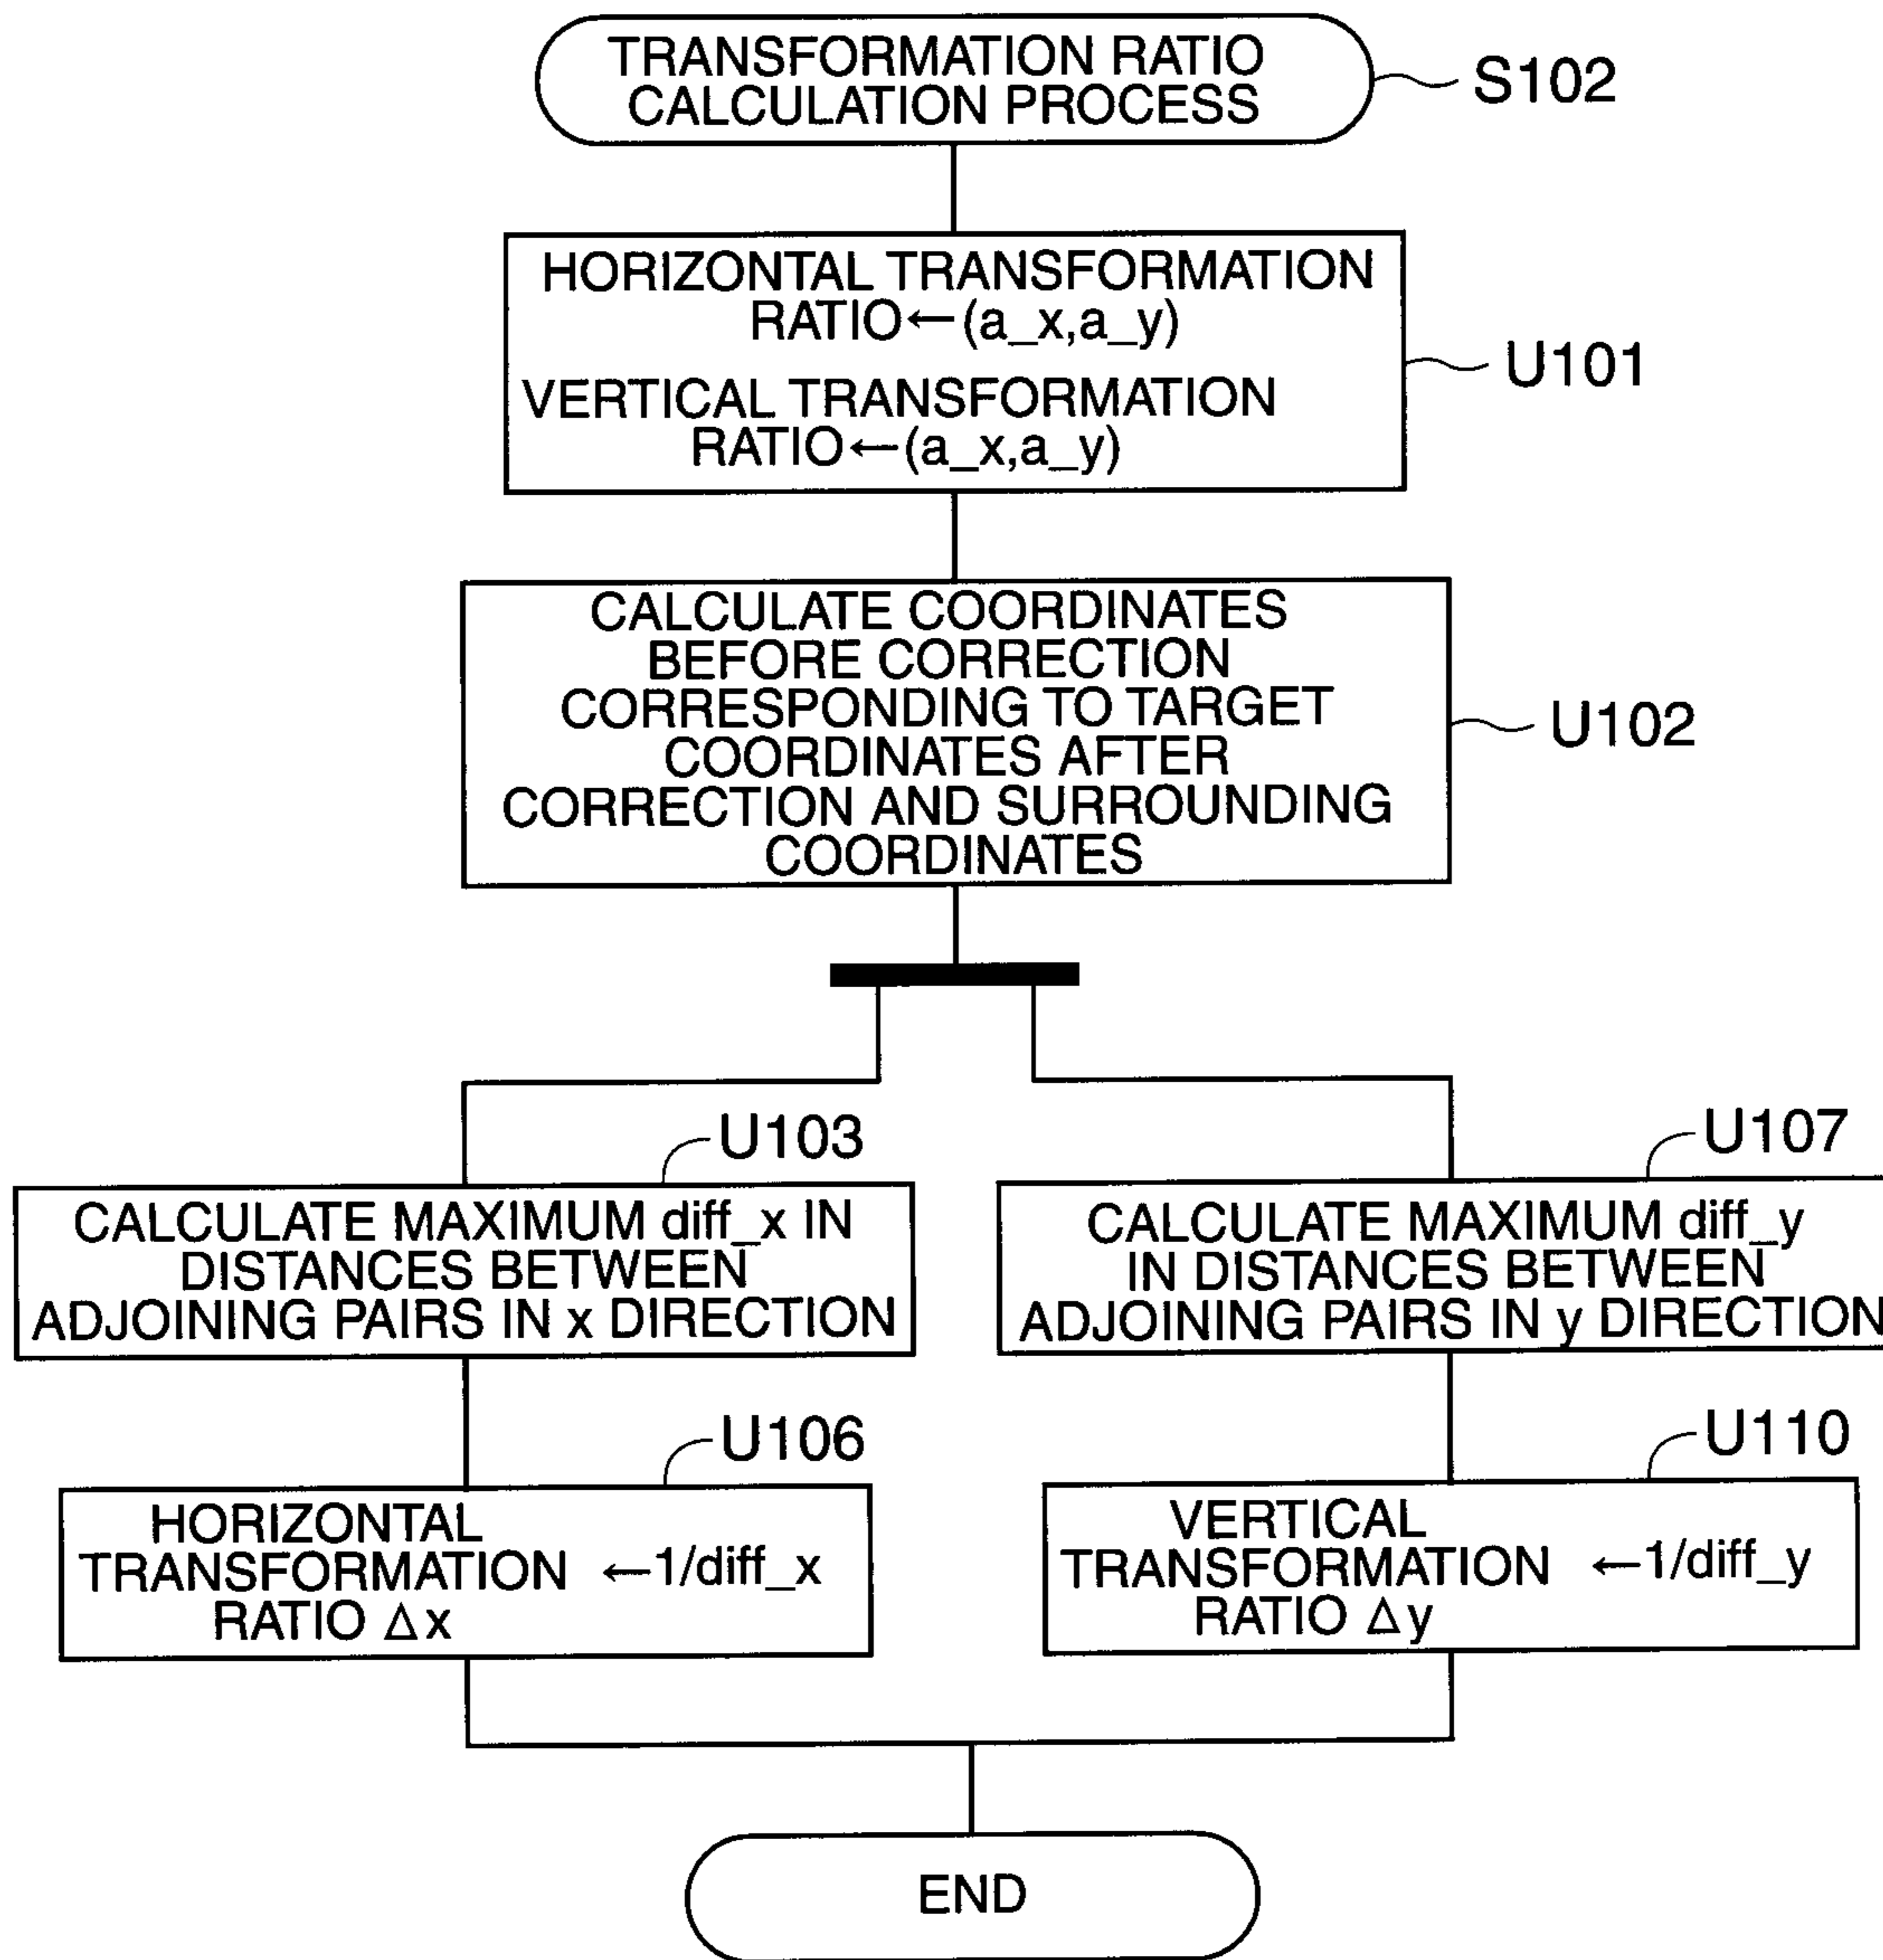 TRANSFORMATION RATIO
CALCULATION PROCESS
S102
HORIZONTAL TRANSFORMATION
RATIO←(a_x,a_y)
VERTICAL TRANSFORMATION
RATIO←(a_x,a_y)
U101
CALCULATE COORDINATES
BEFORE CORRECTION
CORRESPONDING TO TARGET
COORDINATES AFTER
CORRECTION AND SURROUNDING
COORDINATES
U102
U103
CALCULATE MAXIMUM diff_x IN
DISTANCES BETWEEN
ADJOINING PAIRS IN x DIRECTION
U107
CALCULATE MAXIMUM diff_y
IN DISTANCES BETWEEN
ADJOINING PAIRS IN y DIRECTION
U106
HORIZONTAL
TRANSFORMATION ←1/diff_x
RATIO Δx
U110
VERTICAL
TRANSFORMATION ←1/diff_y
RATIO Δy
END